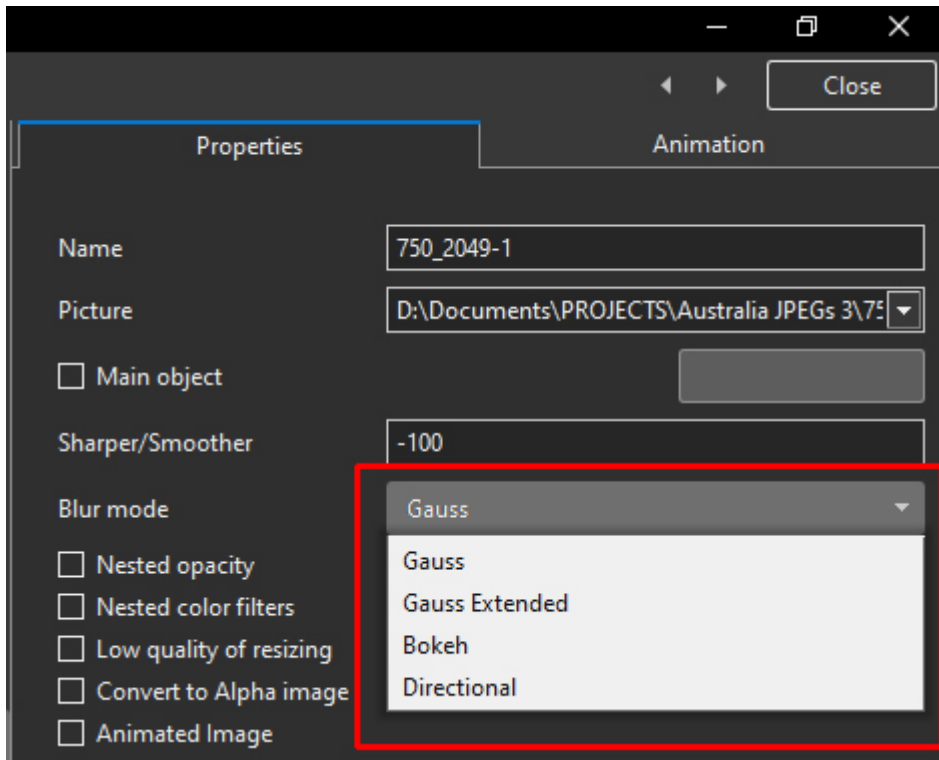 Close
Properties
Animation
Name
750_2049-1
Picture
D:\Documents\PROJECTS\Australia JPEGs 3\75
Main object
Sharper/Smoother
-100
Blur mode
Gauss
Gauss
Gauss Extended
Bokeh
Directional
Nested opacity
Nested color filters
Low quality of resizing
Convert to Alpha image
Animated Image